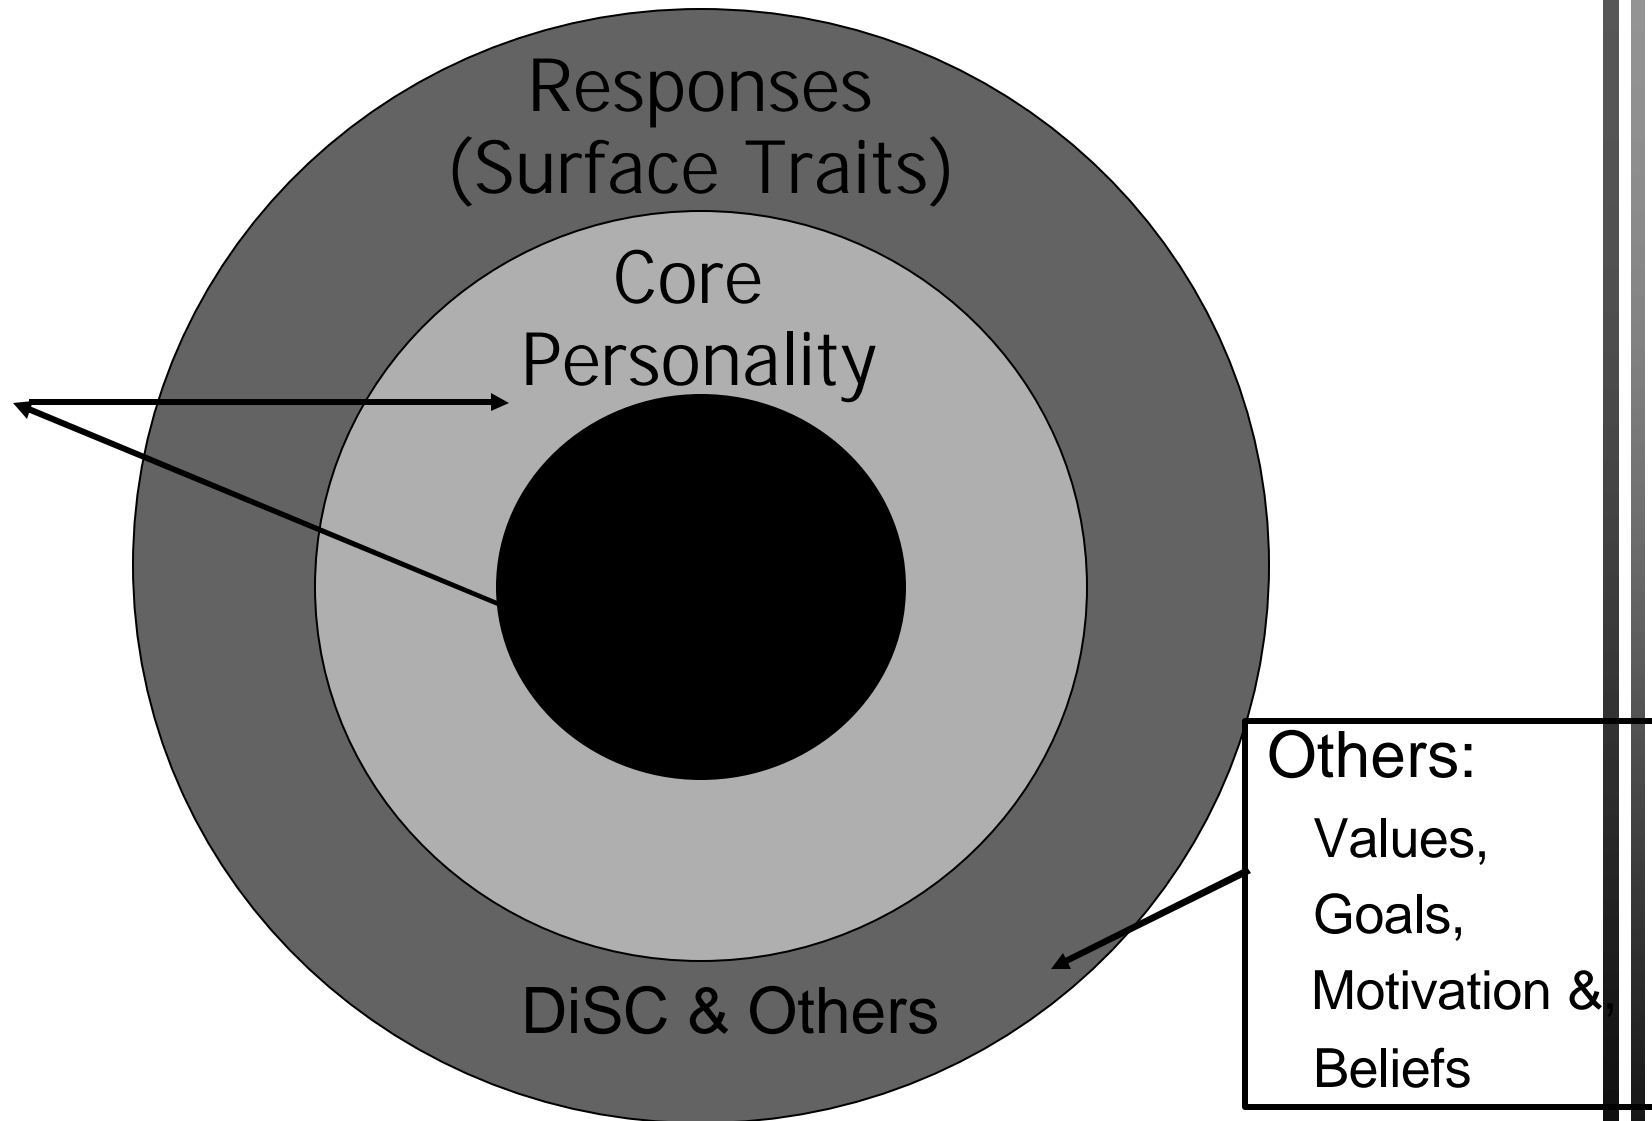 Responses
(Surface Traits)
Core
Personality
DiSC & Others
Others:
Values,
Goals,
Motivation &,
Beliefs